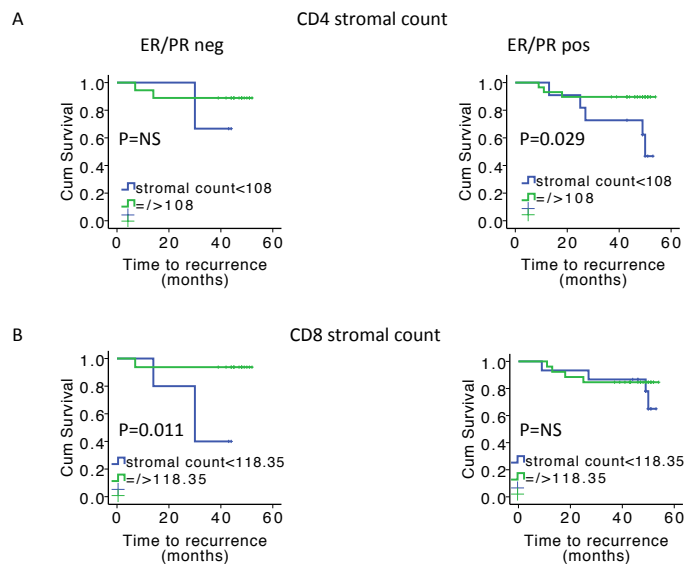 A
CD4 stromal count
ER/PR neg
ER/PR pos
1.0
0.8
0.6
0.4
0.2
0.0
Cum Survival
P=NS
stromal count<108
=/>108
0 20 40 60
Time to recurrence
(months)
1.0
0.8
0.6
0.4
0.2
0.0
Cum Survival
P=0.029
stromal count<108
=/>108
0 20 40 60
Time to recurrence
(months)
B
CD8 stromal count
1.0
0.8
0.6
0.4
0.2
0.0
Cum Survival
P=0.011
stromal count<118.35
=/>118.35
0 20 40 60
Time to recurrence
(months)
1.0
0.8
0.6
0.4
0.2
0.0
Cum Survival
P=NS
stromal count<118.35
=/>118.35
0 20 40 60
Time to recurrence
(months)